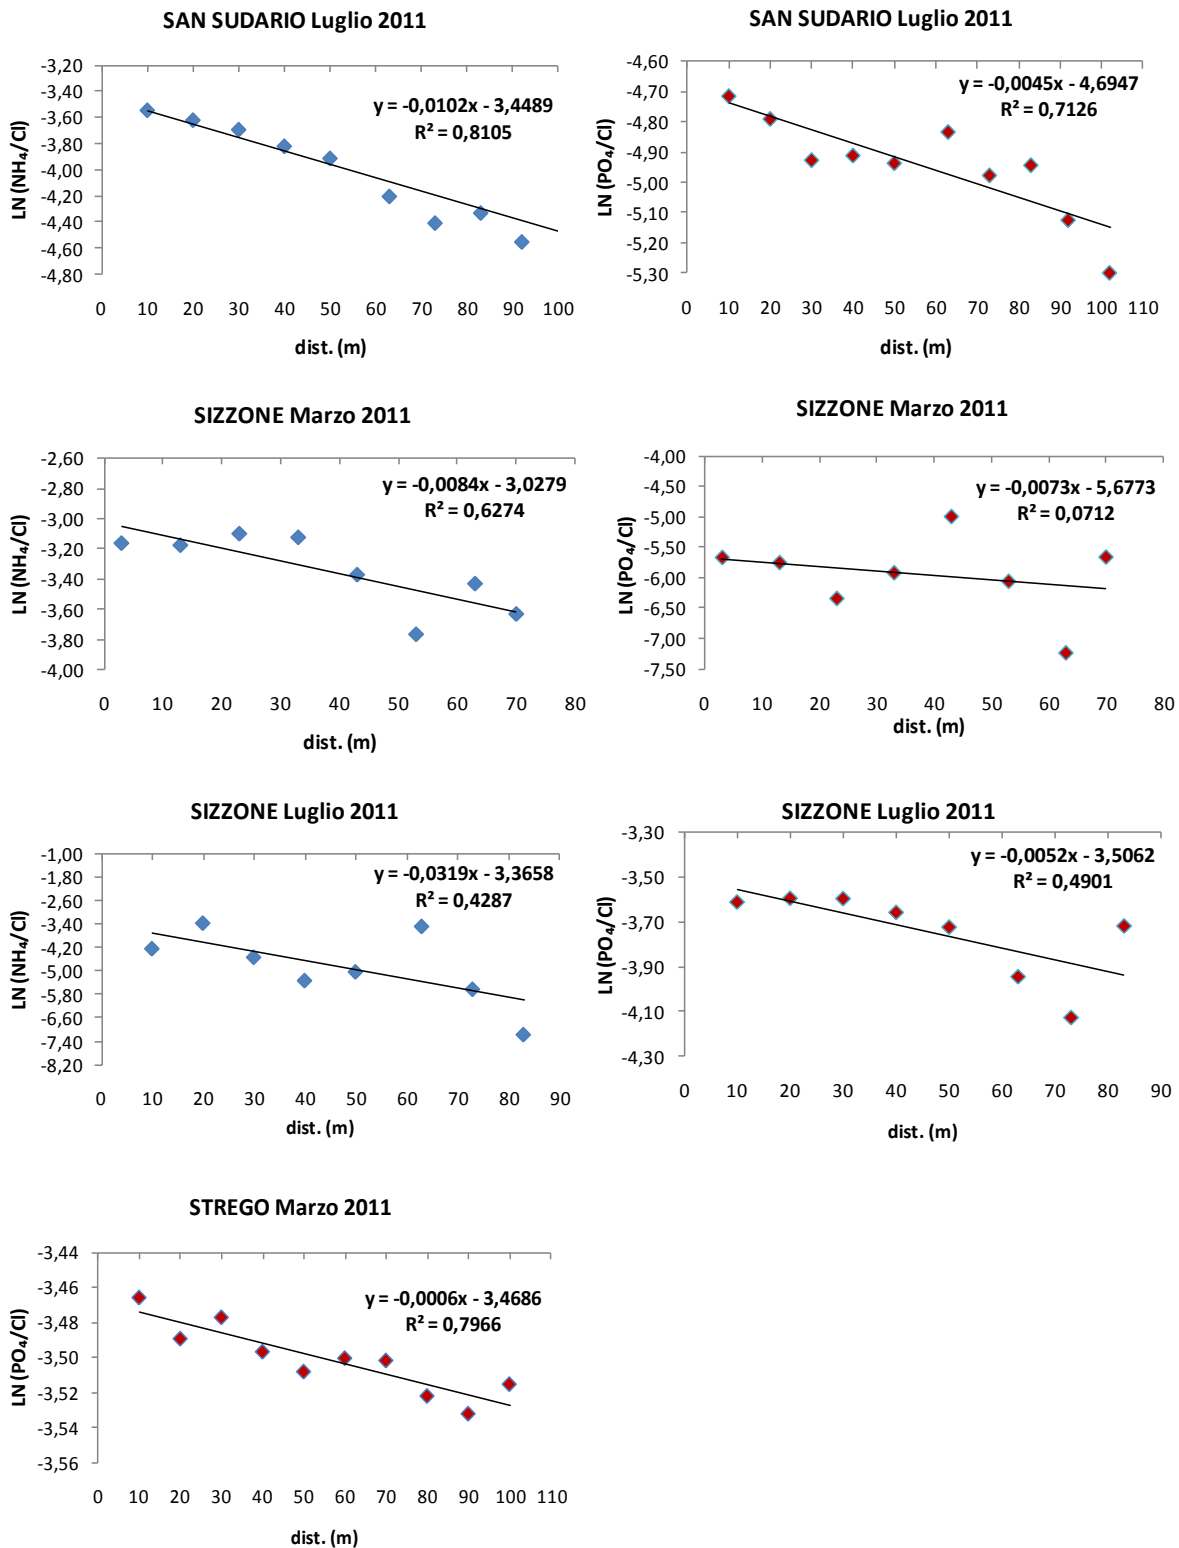 SAN SUDARIO Luglio 2011
y = -0,0102x - 3,4489
R² = 0,8105
LN (NH₄/Cl)
-3,20
-3,40
-3,60
-3,80
-4,00
-4,20
-4,40
-4,60
-4,80
0 10 20 30 40 50 60 70 80 90 100
dist. (m)
SAN SUDARIO Luglio 2011
y = -0,0045x - 4,6947
R² = 0,7126
LN (PO₄/Cl)
-4,60
-4,70
-4,80
-4,90
-5,00
-5,10
-5,20
-5,30
0 10 20 30 40 50 60 70 80 90 100 110
dist. (m)
SIZZONE Marzo 2011
y = -0,0084x - 3,0279
R² = 0,6274
LN (NH₄/Cl)
-2,60
-2,80
-3,00
-3,20
-3,40
-3,60
-3,80
-4,00
0 10 20 30 40 50 60 70 80
dist. (m)
SIZZONE Marzo 2011
y = -0,0073x - 5,6773
R² = 0,0712
LN (PO₄/Cl)
-4,00
-4,50
-5,00
-5,50
-6,00
-6,50
-7,00
-7,50
0 10 20 30 40 50 60 70 80
dist. (m)
SIZZONE Luglio 2011
y = -0,0319x - 3,3658
R² = 0,4287
LN (NH₄/Cl)
-1,00
-1,80
-2,60
-3,40
-4,20
-5,00
-5,80
-6,60
-7,40
-8,20
0 10 20 30 40 50 60 70 80 90
dist. (m)
SIZZONE Luglio 2011
y = -0,0052x - 3,5062
R² = 0,4901
LN (PO₄/Cl)
-3,30
-3,50
-3,70
-3,90
-4,10
-4,30
0 10 20 30 40 50 60 70 80 90
dist. (m)
STREGO Marzo 2011
y = -0,0006x - 3,4686
R² = 0,7966
LN (PO₄/Cl)
-3,44
-3,46
-3,48
-3,50
-3,52
-3,54
-3,56
0 10 20 30 40 50 60 70 80 90 100 110
dist. (m)